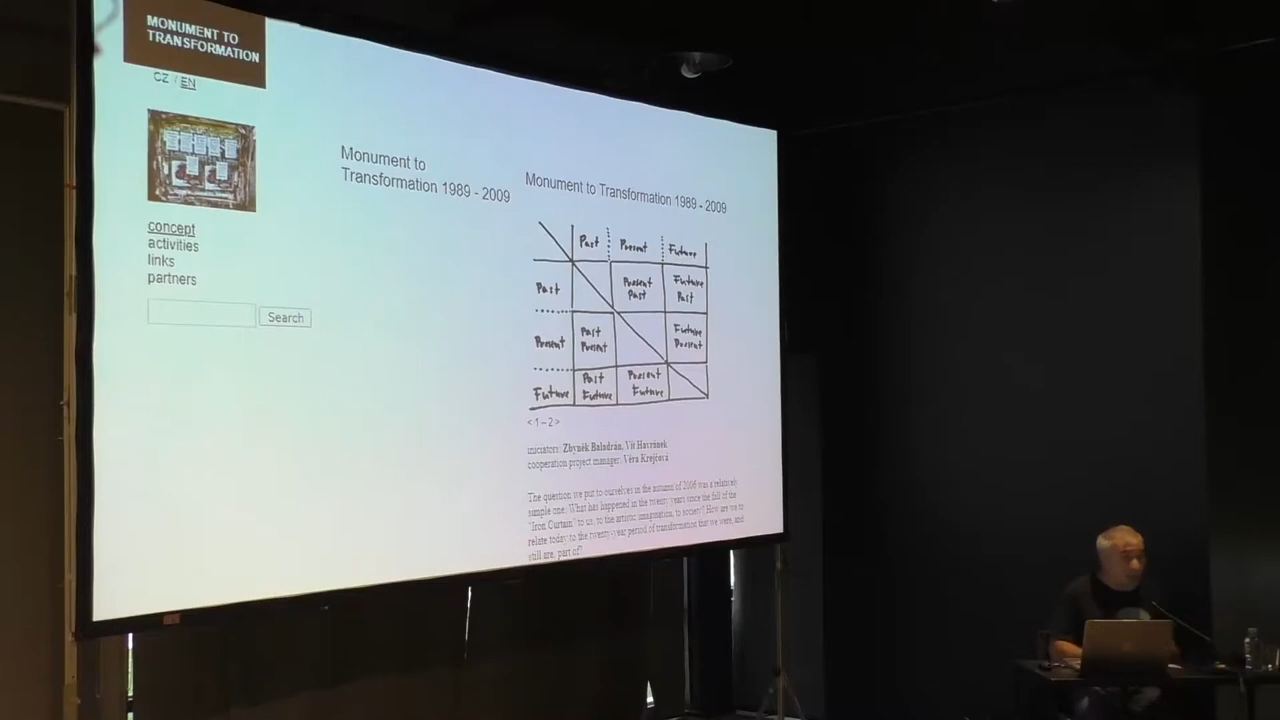 MONUMENT TO
TRANSFORMATION
CZ / EN
concept
activities
links
partners
Search
Monument to
Transformation 1989 - 2009
Monument to Transformation 1989 - 2009
Past Present Future
Past Present Past Future Past
Present Past Present Future Present
Future Past Future Present Future
< 1 – 2 >
iniciators: Zbyněk Baladrán, Vít Havránek
cooperation project manager: Věra Krejčová
The question we put to ourselves in the autumn of 2006 was a relatively
simple one: What has happened in the twenty years since the fall of the
"Iron Curtain" to us, to the artistic imagination, to society? How are we to
relate today to the twenty-year period of transformation that we were, and
still are, part of?